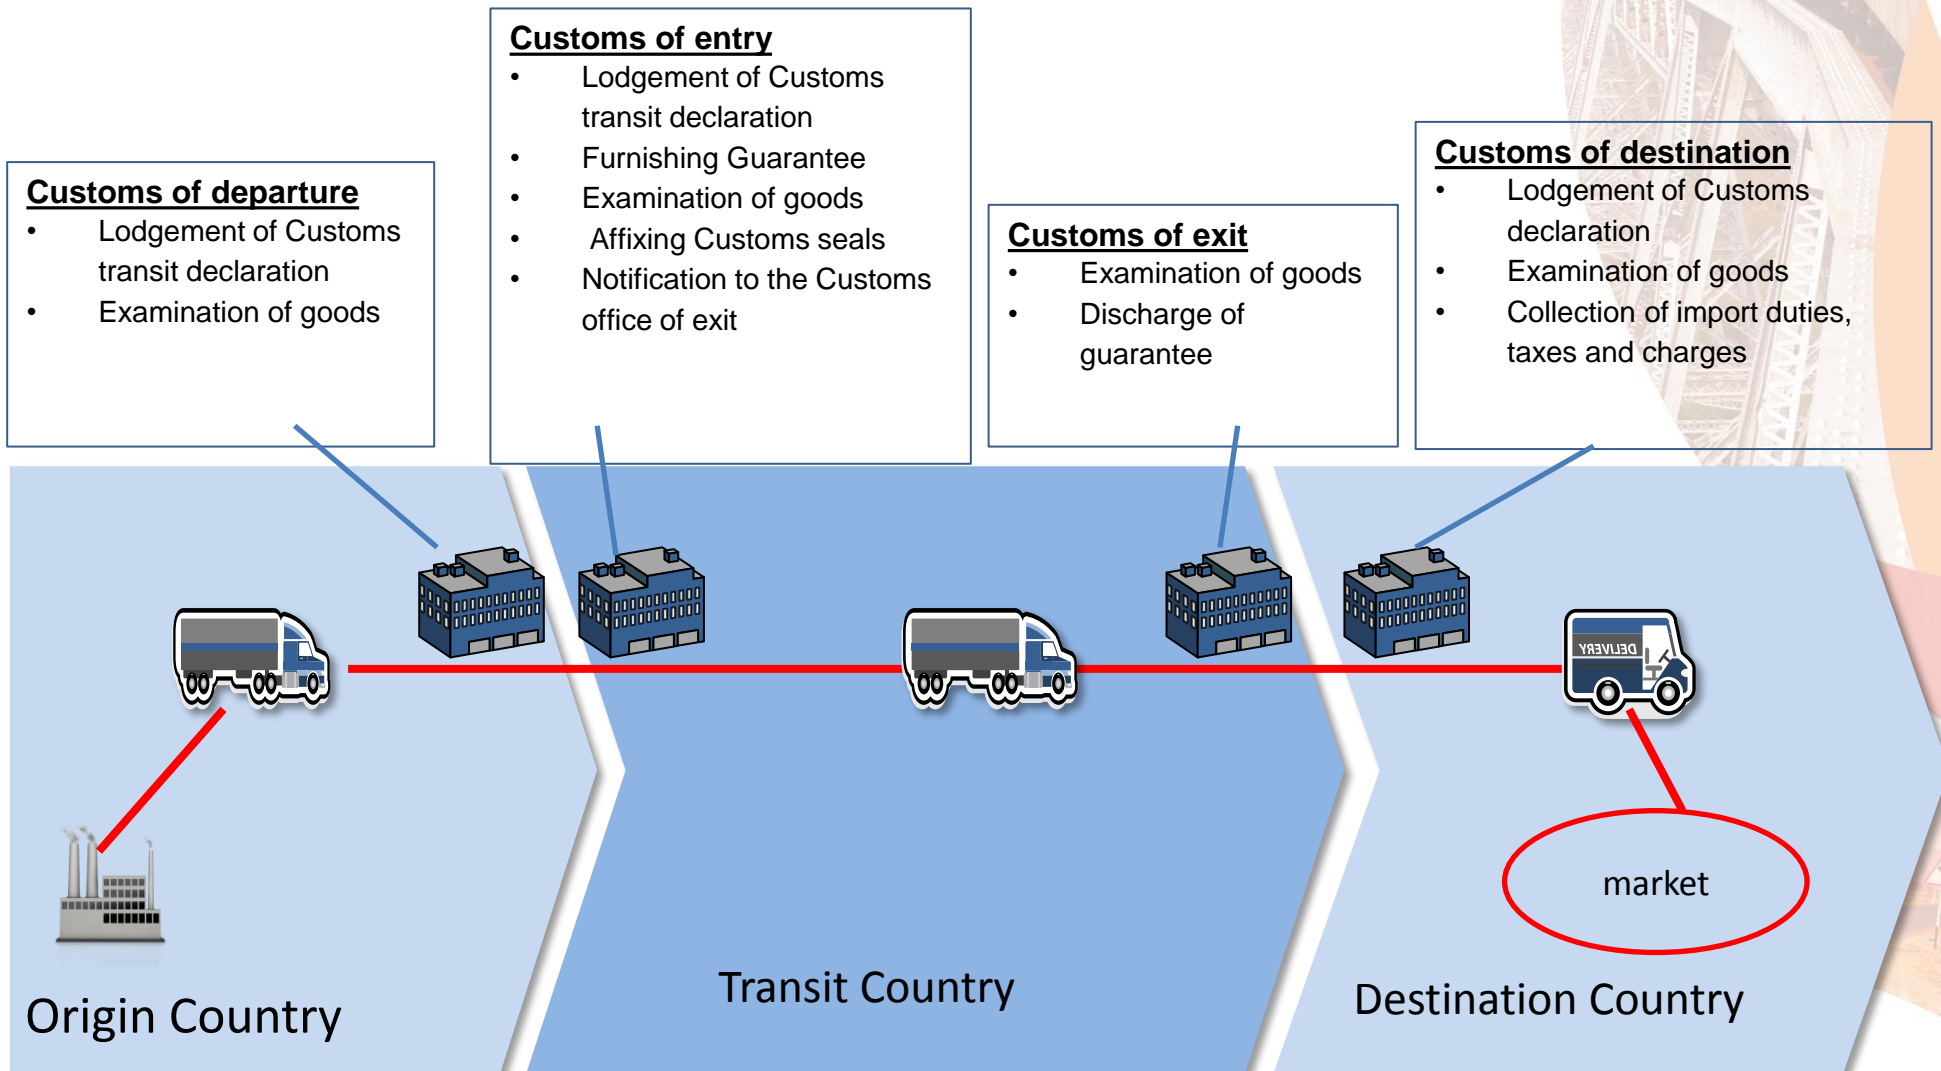 Customs of departure
• Lodgement of Customs
transit declaration
• Examination of goods
Customs of entry
• Lodgement of Customs
transit declaration
• Furnishing Guarantee
• Examination of goods
• Affixing Customs seals
• Notification to the Customs
office of exit
Customs of exit
• Examination of goods
• Discharge of
guarantee
Customs of destination
• Lodgement of Customs
declaration
• Examination of goods
• Collection of import duties,
taxes and charges
DELIVERY
market
Origin Country
Transit Country
Destination Country